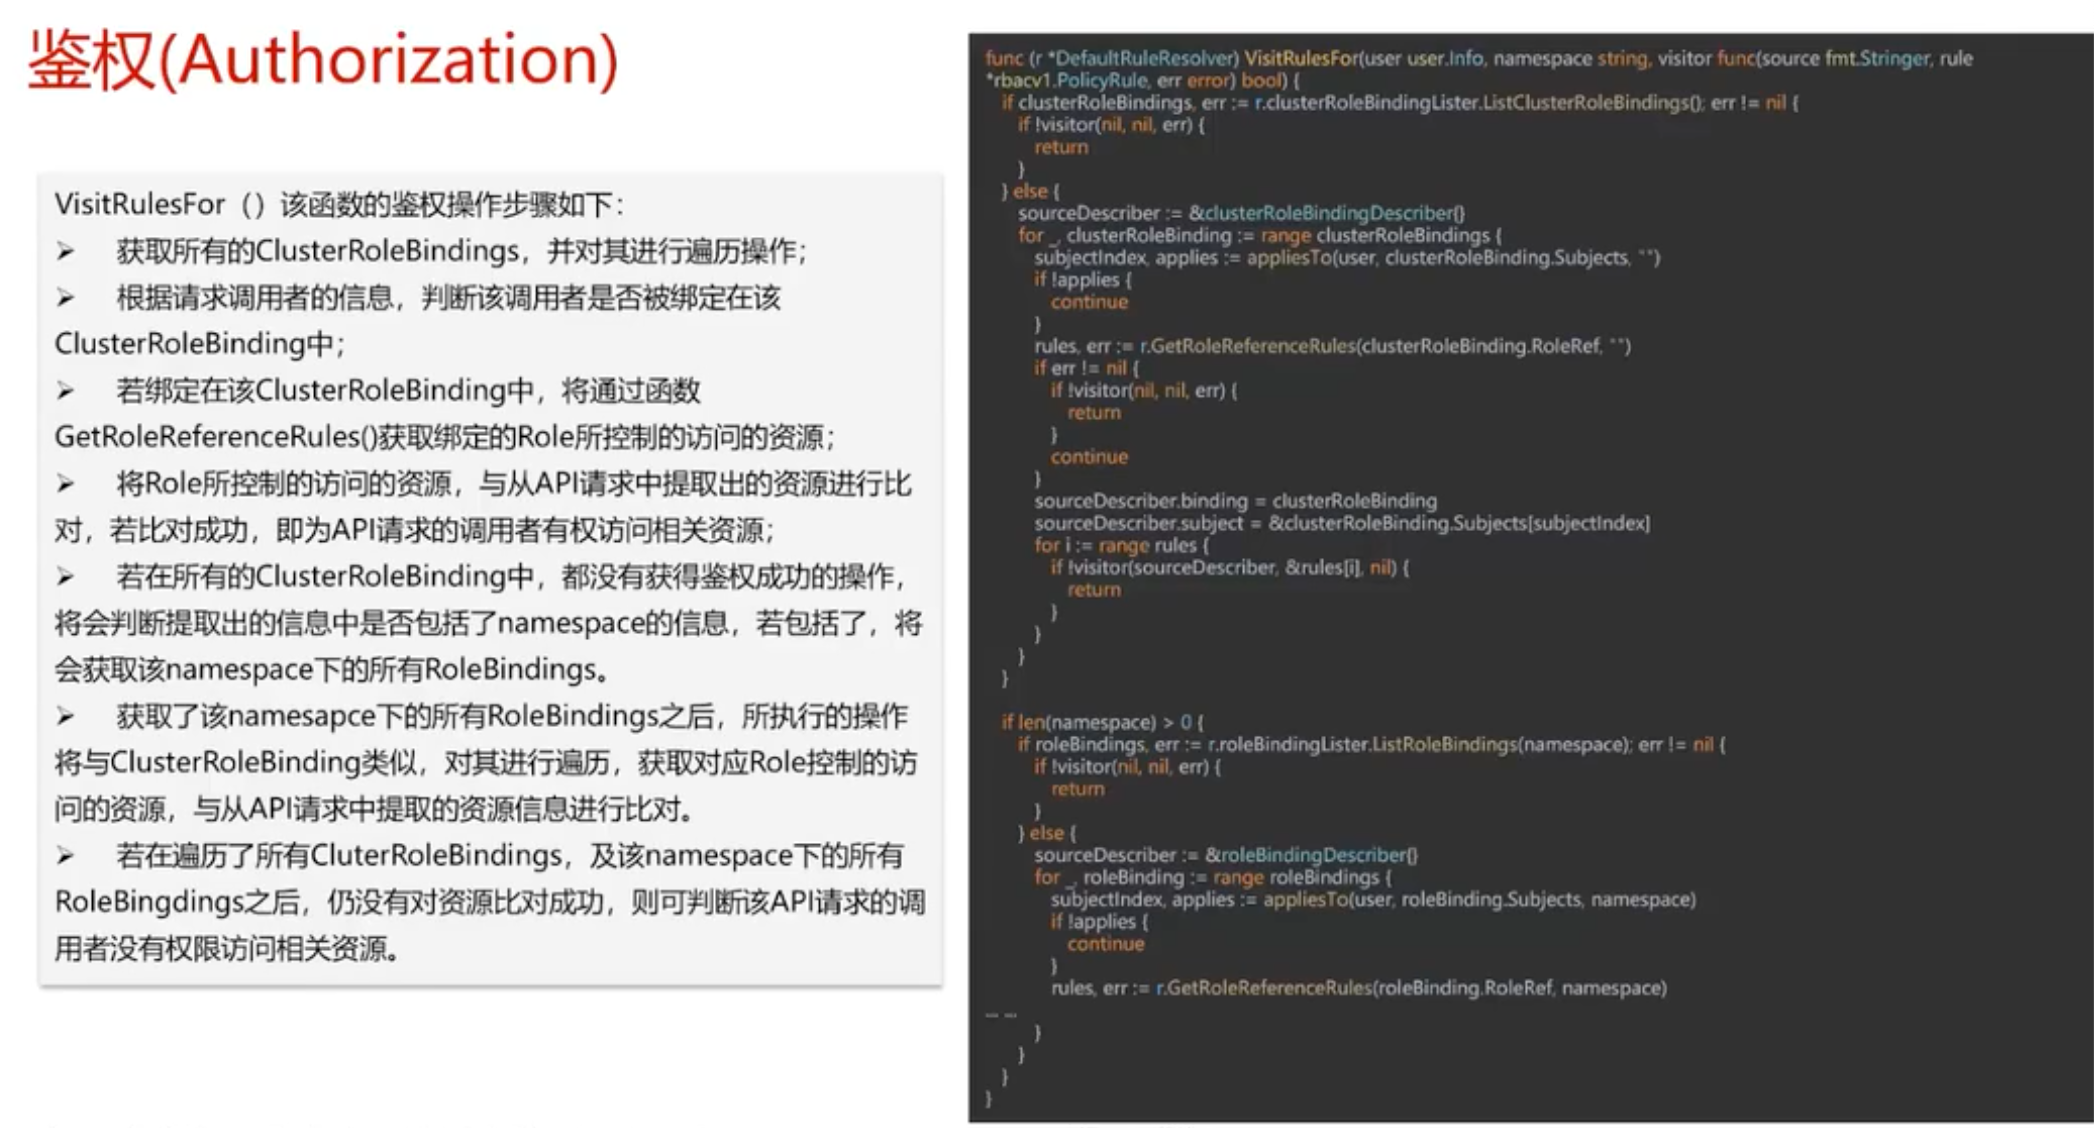 鉴权(Authorization)
VisitRulesFor（）该函数的鉴权操作步骤如下：
➢ 获取所有的ClusterRoleBindings，并对其进行遍历操作；
➢ 根据请求调用者的信息，判断该调用者是否被绑定在该
ClusterRoleBinding中；
➢ 若绑定在该ClusterRoleBinding中，将通过函数
GetRoleReferenceRules()获取绑定的Role所控制的访问的资源；
➢ 将Role所控制的访问的资源，与从API请求中提取出的资源进行比
对，若比对成功，即为API请求的调用者有权访问相关资源；
➢ 若在所有的ClusterRoleBinding中，都没有获得鉴权成功的操作，
将会判断提取出的信息中是否包括了namespace的信息，若包括了，将
会获取该namespace下的所有RoleBindings。
➢ 获取了该namesapce下的所有RoleBindings之后，所执行的操作
将与ClusterRoleBinding类似，对其进行遍历，获取对应Role控制的访
问的资源，与从API请求中提取的资源信息进行比对。
➢ 若在遍历了所有CluterRoleBindings，及该namespace下的所有
RoleBingdings之后，仍没有对资源比对成功，则可判断该API请求的调
用者没有权限访问相关资源。
func (r *DefaultRuleResolver) VisitRulesFor(user user.Info, namespace string, visitor func(source fmt.Stringer, rule
*rbacv1.PolicyRule, err error) bool) {
if clusterRoleBindings, err := r.clusterRoleBindingLister.ListClusterRoleBindings(); err != nil {
if !visitor(nil, nil, err) {
return
}
} else {
sourceDescriber := &clusterRoleBindingDescriber{}
for _, clusterRoleBinding := range clusterRoleBindings {
subjectIndex, applies := appliesTo(user, clusterRoleBinding.Subjects, "")
if !applies {
continue
}
rules, err := r.GetRoleReferenceRules(clusterRoleBinding.RoleRef, "")
if err != nil {
if !visitor(nil, nil, err) {
return
}
continue
}
sourceDescriber.binding = clusterRoleBinding
sourceDescriber.subject = &clusterRoleBinding.Subjects[subjectIndex]
for i := range rules {
if !visitor(sourceDescriber, &rules[i], nil) {
return
}
}
}
}
if len(namespace) > 0 {
if roleBindings, err := r.roleBindingLister.ListRoleBindings(namespace); err != nil {
if !visitor(nil, nil, err) {
return
}
} else {
sourceDescriber := &roleBindingDescriber{}
for _, roleBinding := range roleBindings {
subjectIndex, applies := appliesTo(user, roleBinding.Subjects, namespace)
if !applies {
continue
}
rules, err := r.GetRoleReferenceRules(roleBinding.RoleRef, namespace)
... ...
}
}
}
}